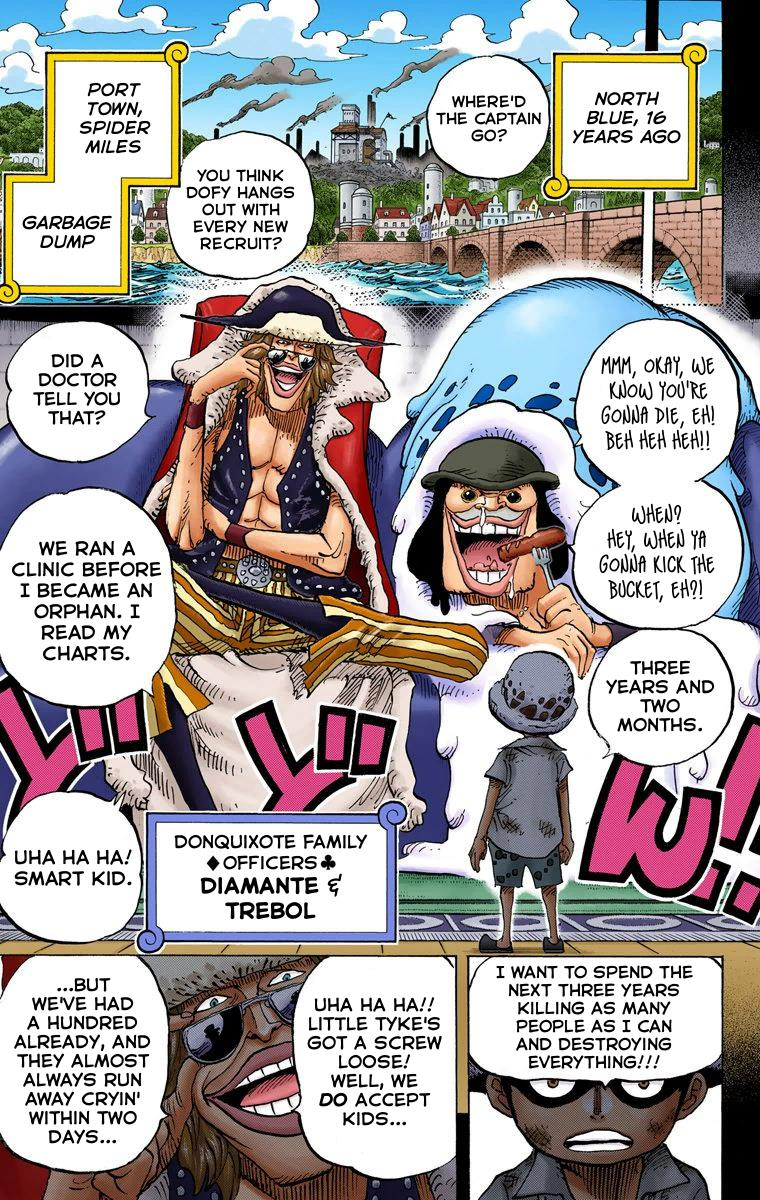 PORT
TOWN,
SPIDER
MILES
GARBAGE
DUMP
YOU THINK
DOFY HANGS
OUT WITH
EVERY NEW
RECRUIT?
WHERE'D
THE CAPTAIN
GO?
NORTH
BLUE, 16
YEARS AGO
DID A
DOCTOR
TELL YOU
THAT?
MMM, OKAY, WE
KNOW YOU'RE
GONNA DIE, EH!
BEH HEH HEH!!
WHEN?
HEY, WHEN YA
GONNA KICK THE
BUCKET, EH?!
WE RAN A
CLINIC BEFORE
I BECAME AN
ORPHAN. I
READ MY
CHARTS.
THREE
YEARS AND
TWO
MONTHS.
ドドン!!
UHA HA HA!
SMART KID.
DONQUIXOTE FAMILY
♦OFFICERS♣
DIAMANTE &
TREBOL
...BUT
WE'VE HAD
A HUNDRED
ALREADY, AND
THEY ALMOST
ALWAYS RUN
AWAY CRYIN'
WITHIN TWO
DAYS...
UHA HA HA!!
LITTLE TYKE'S
GOT A SCREW
LOOSE!
WELL, WE
DO ACCEPT
KIDS...
I WANT TO SPEND THE
NEXT THREE YEARS
KILLING AS MANY
PEOPLE AS I CAN
AND DESTROYING
EVERYTHING!!!